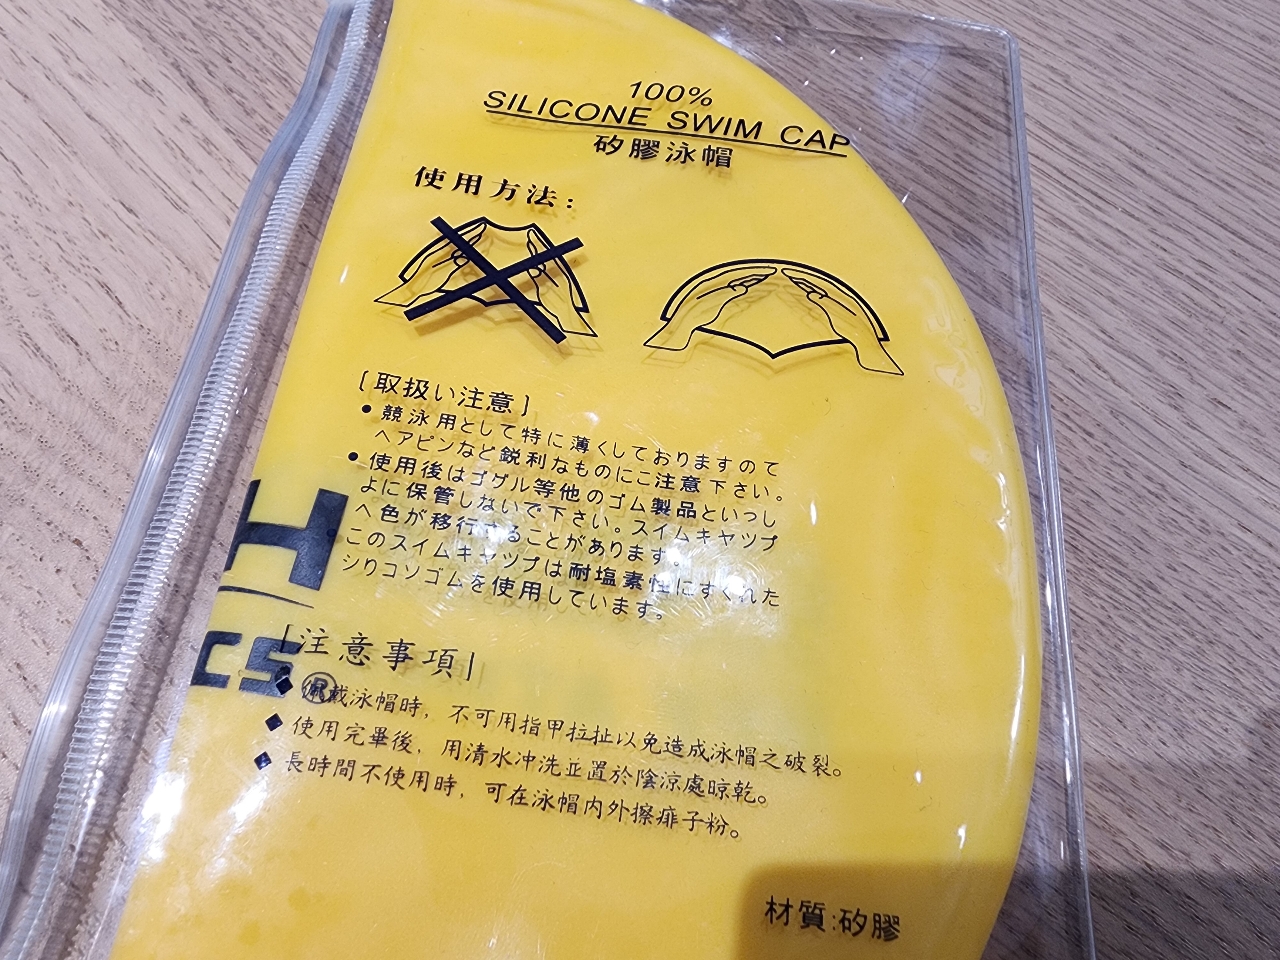 100%
SILICONE SWIM CAP
矽膠泳帽
使用方法:
[取扱い注意]
● 競泳用として特に薄くしておりますので
ヘアピンなど鋭利なものにご注意下さい。
● 使用後はゴグル等他のゴム製品といっし
よに保管しないで下さい。スイムキャツプ
へ色が移行することがあります。
このスイムキャツプは耐塩素性にすぐれた
シリコソゴムを使用しています。
H
CS®
[注意事項]
◆ 佩戴泳帽時，不可用指甲拉扯以免造成泳帽之破裂。
◆ 使用完畢後，用清水冲洗並置於陰涼處晾乾。
◆ 長時間不使用時，可在泳帽内外擦痱子粉。
材質:矽膠